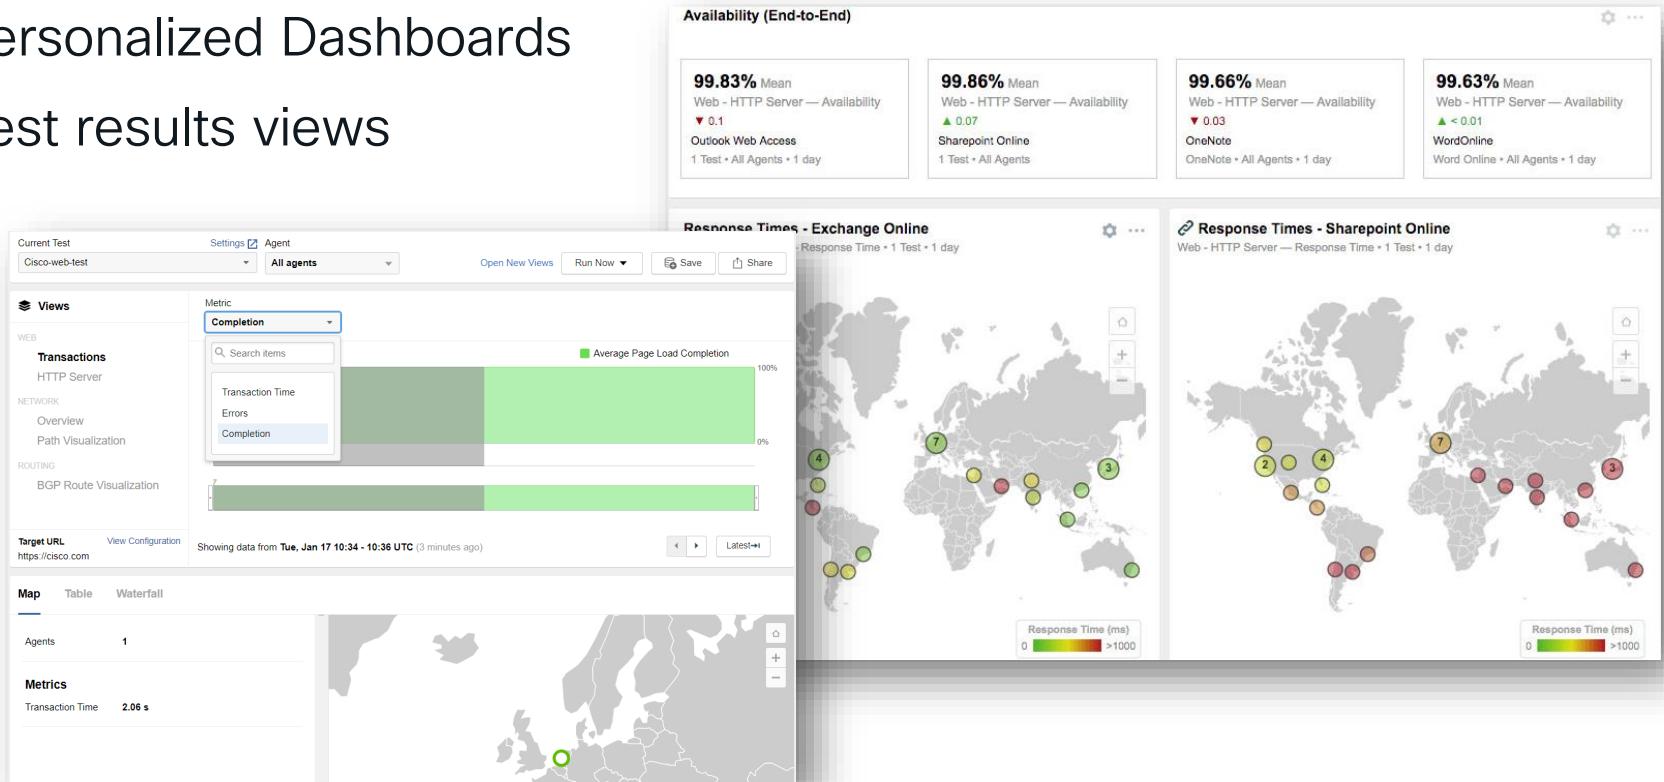 ersonalized Dashboards
est results views
Availability (End-to-End)
99.83% Mean
Web - HTTP Server — Availability
▼ 0.1
Outlook Web Access
1 Test • All Agents • 1 day
99.86% Mean
Web - HTTP Server — Availability
▲ 0.07
Sharepoint Online
1 Test • All Agents
99.66% Mean
Web - HTTP Server — Availability
▼ 0.03
OneNote
OneNote • All Agents • 1 day
99.63% Mean
Web - HTTP Server — Availability
▲ < 0.01
WordOnline
Word Online • All Agents • 1 day
Response Times - Exchange Online
- Response Time • 1 Test • 1 day
4
7
3
Response Time (ms)
0 >1000
Response Times - Sharepoint Online
Web - HTTP Server — Response Time • 1 Test • 1 day
2
4
7
3
Response Time (ms)
0 >1000
Current Test
Cisco-web-test
Settings
Agent
All agents
Open New Views
Run Now
Save
Share
Views
WEB
Transactions
HTTP Server
NETWORK
Overview
Path Visualization
ROUTING
BGP Route Visualization
Target URL
View Configuration
https://cisco.com
Metric
Completion
Search items
Transaction Time
Errors
Completion
Average Page Load Completion
100%
0%
Showing data from Tue, Jan 17 10:34 - 10:36 UTC (3 minutes ago)
Latest
Map Table Waterfall
Agents 1
Metrics
Transaction Time 2.06 s